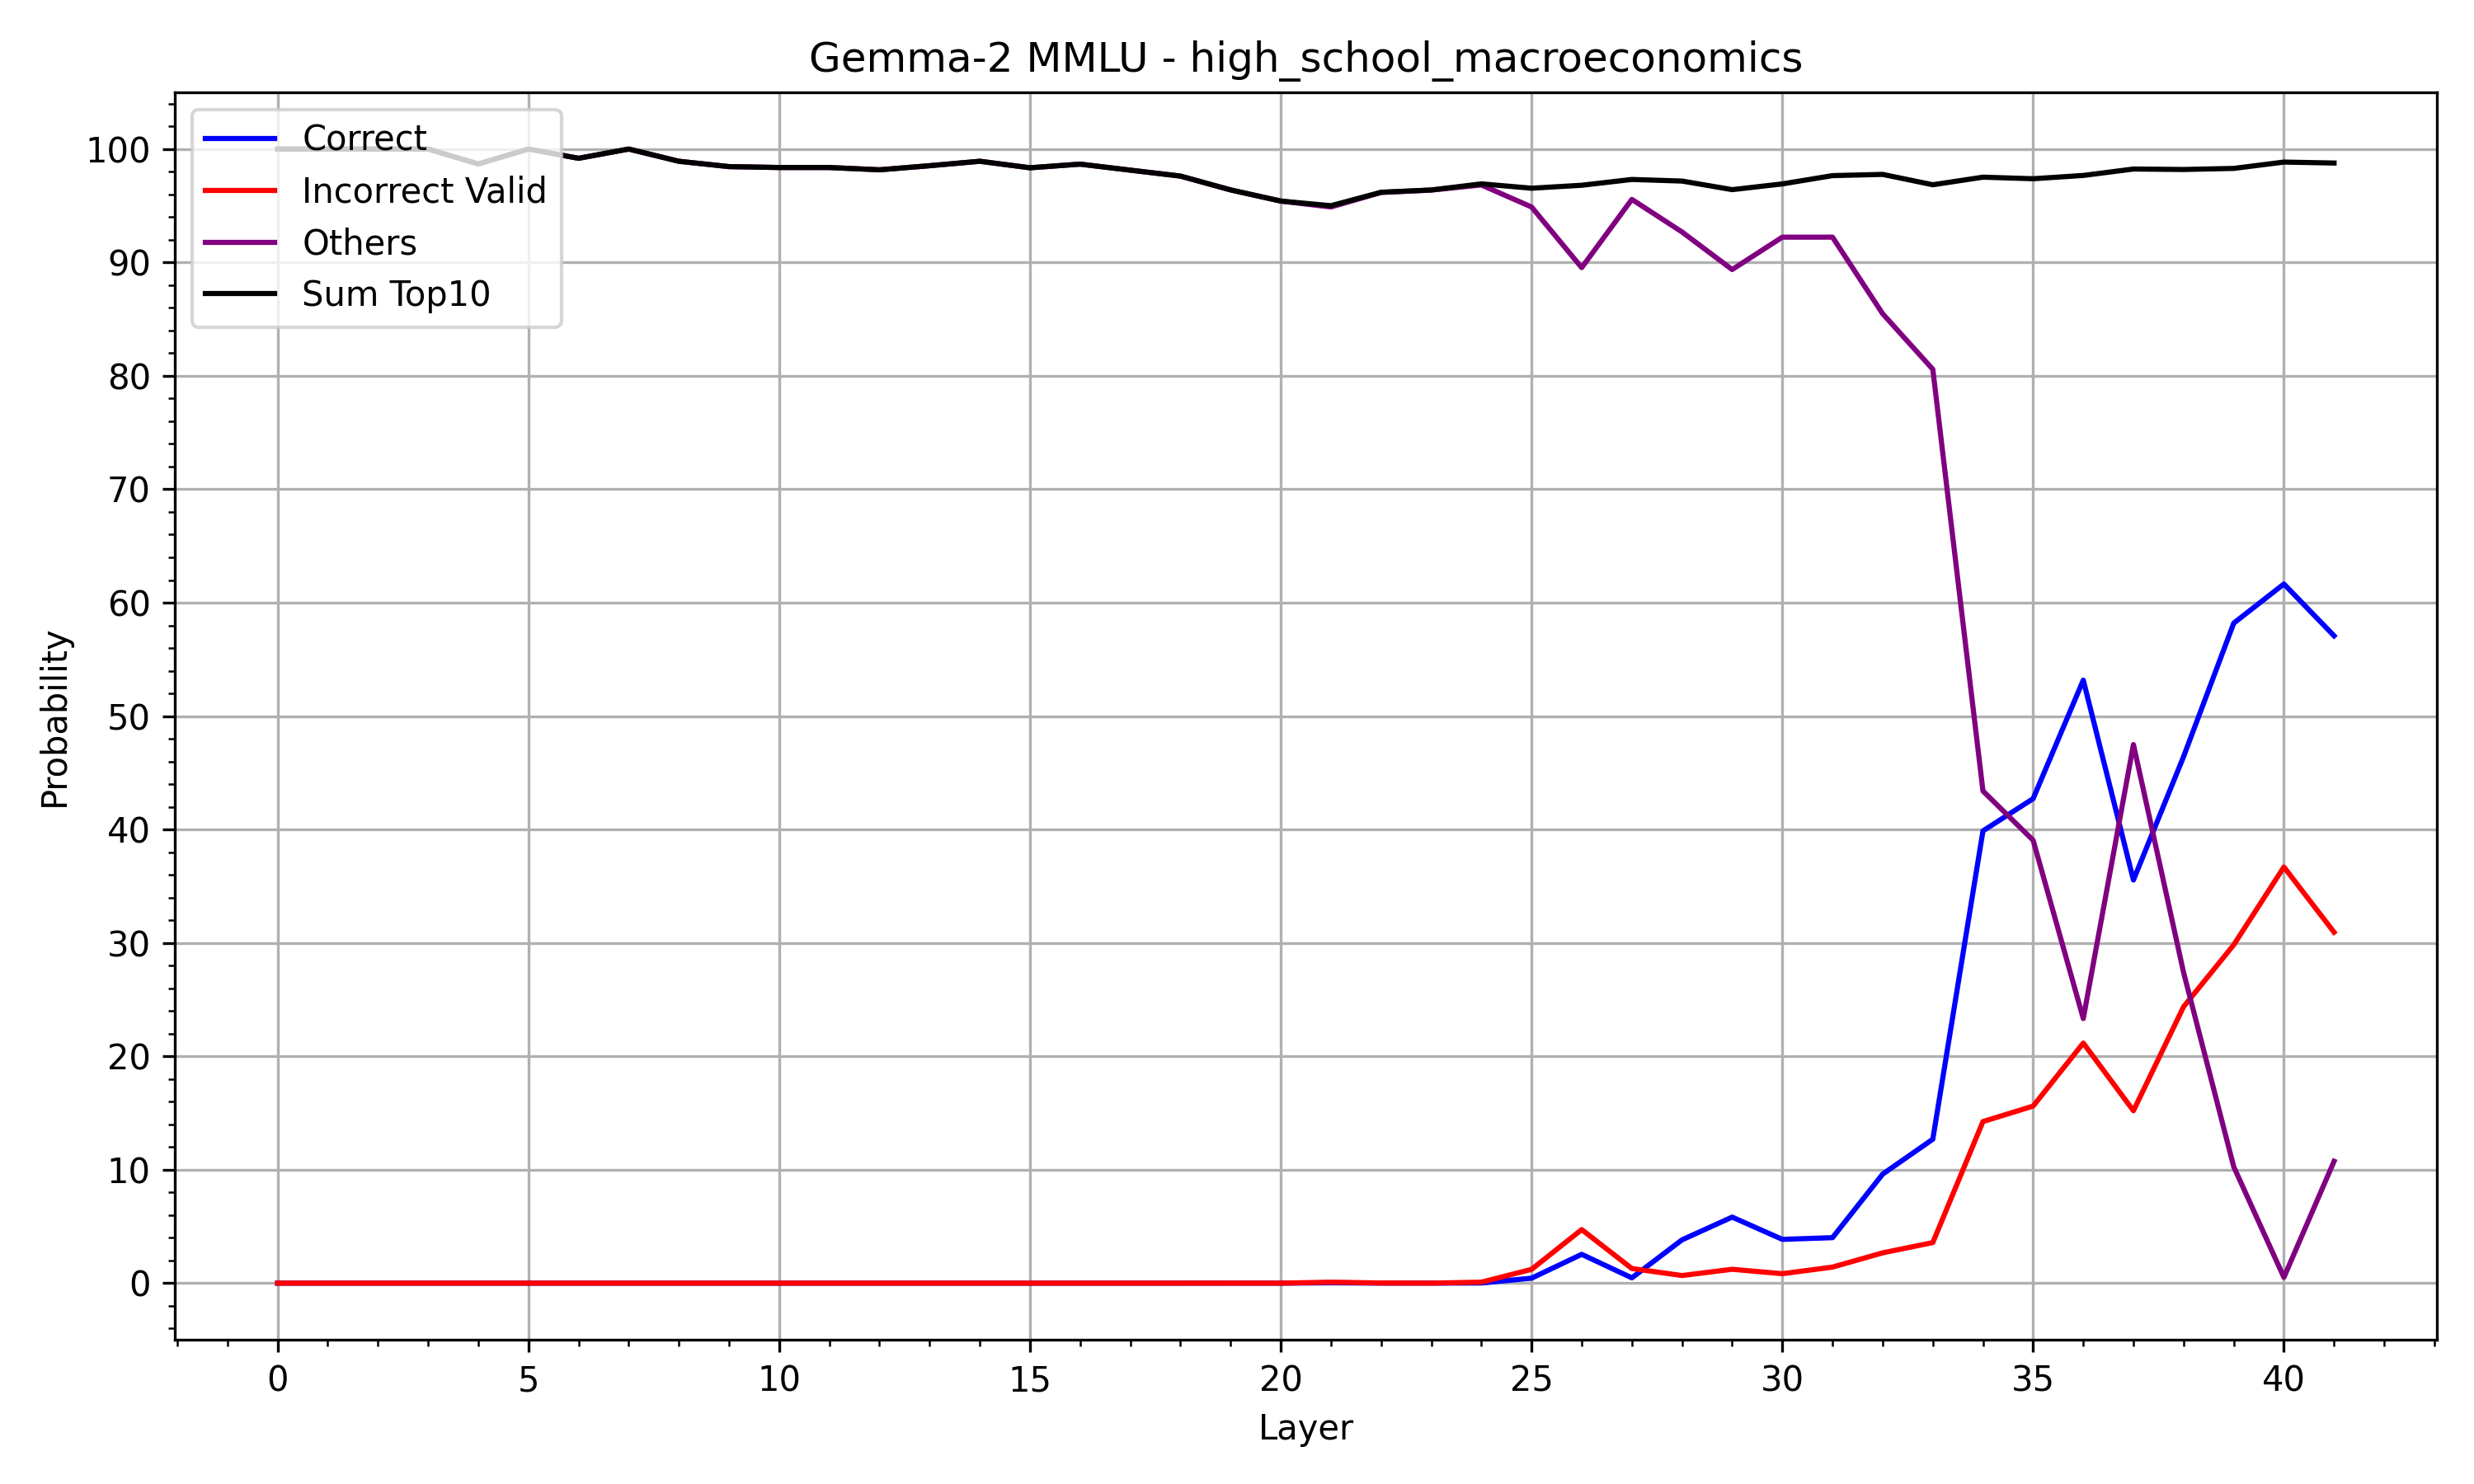 Gemma-2 MMLU - high_school_macroeconomics
Correct
Incorrect Valid
Others
Sum Top10
100
90
80
70
60
50
40
30
20
10
0
Probability
0 5 10 15 20 25 30 35 40
Layer